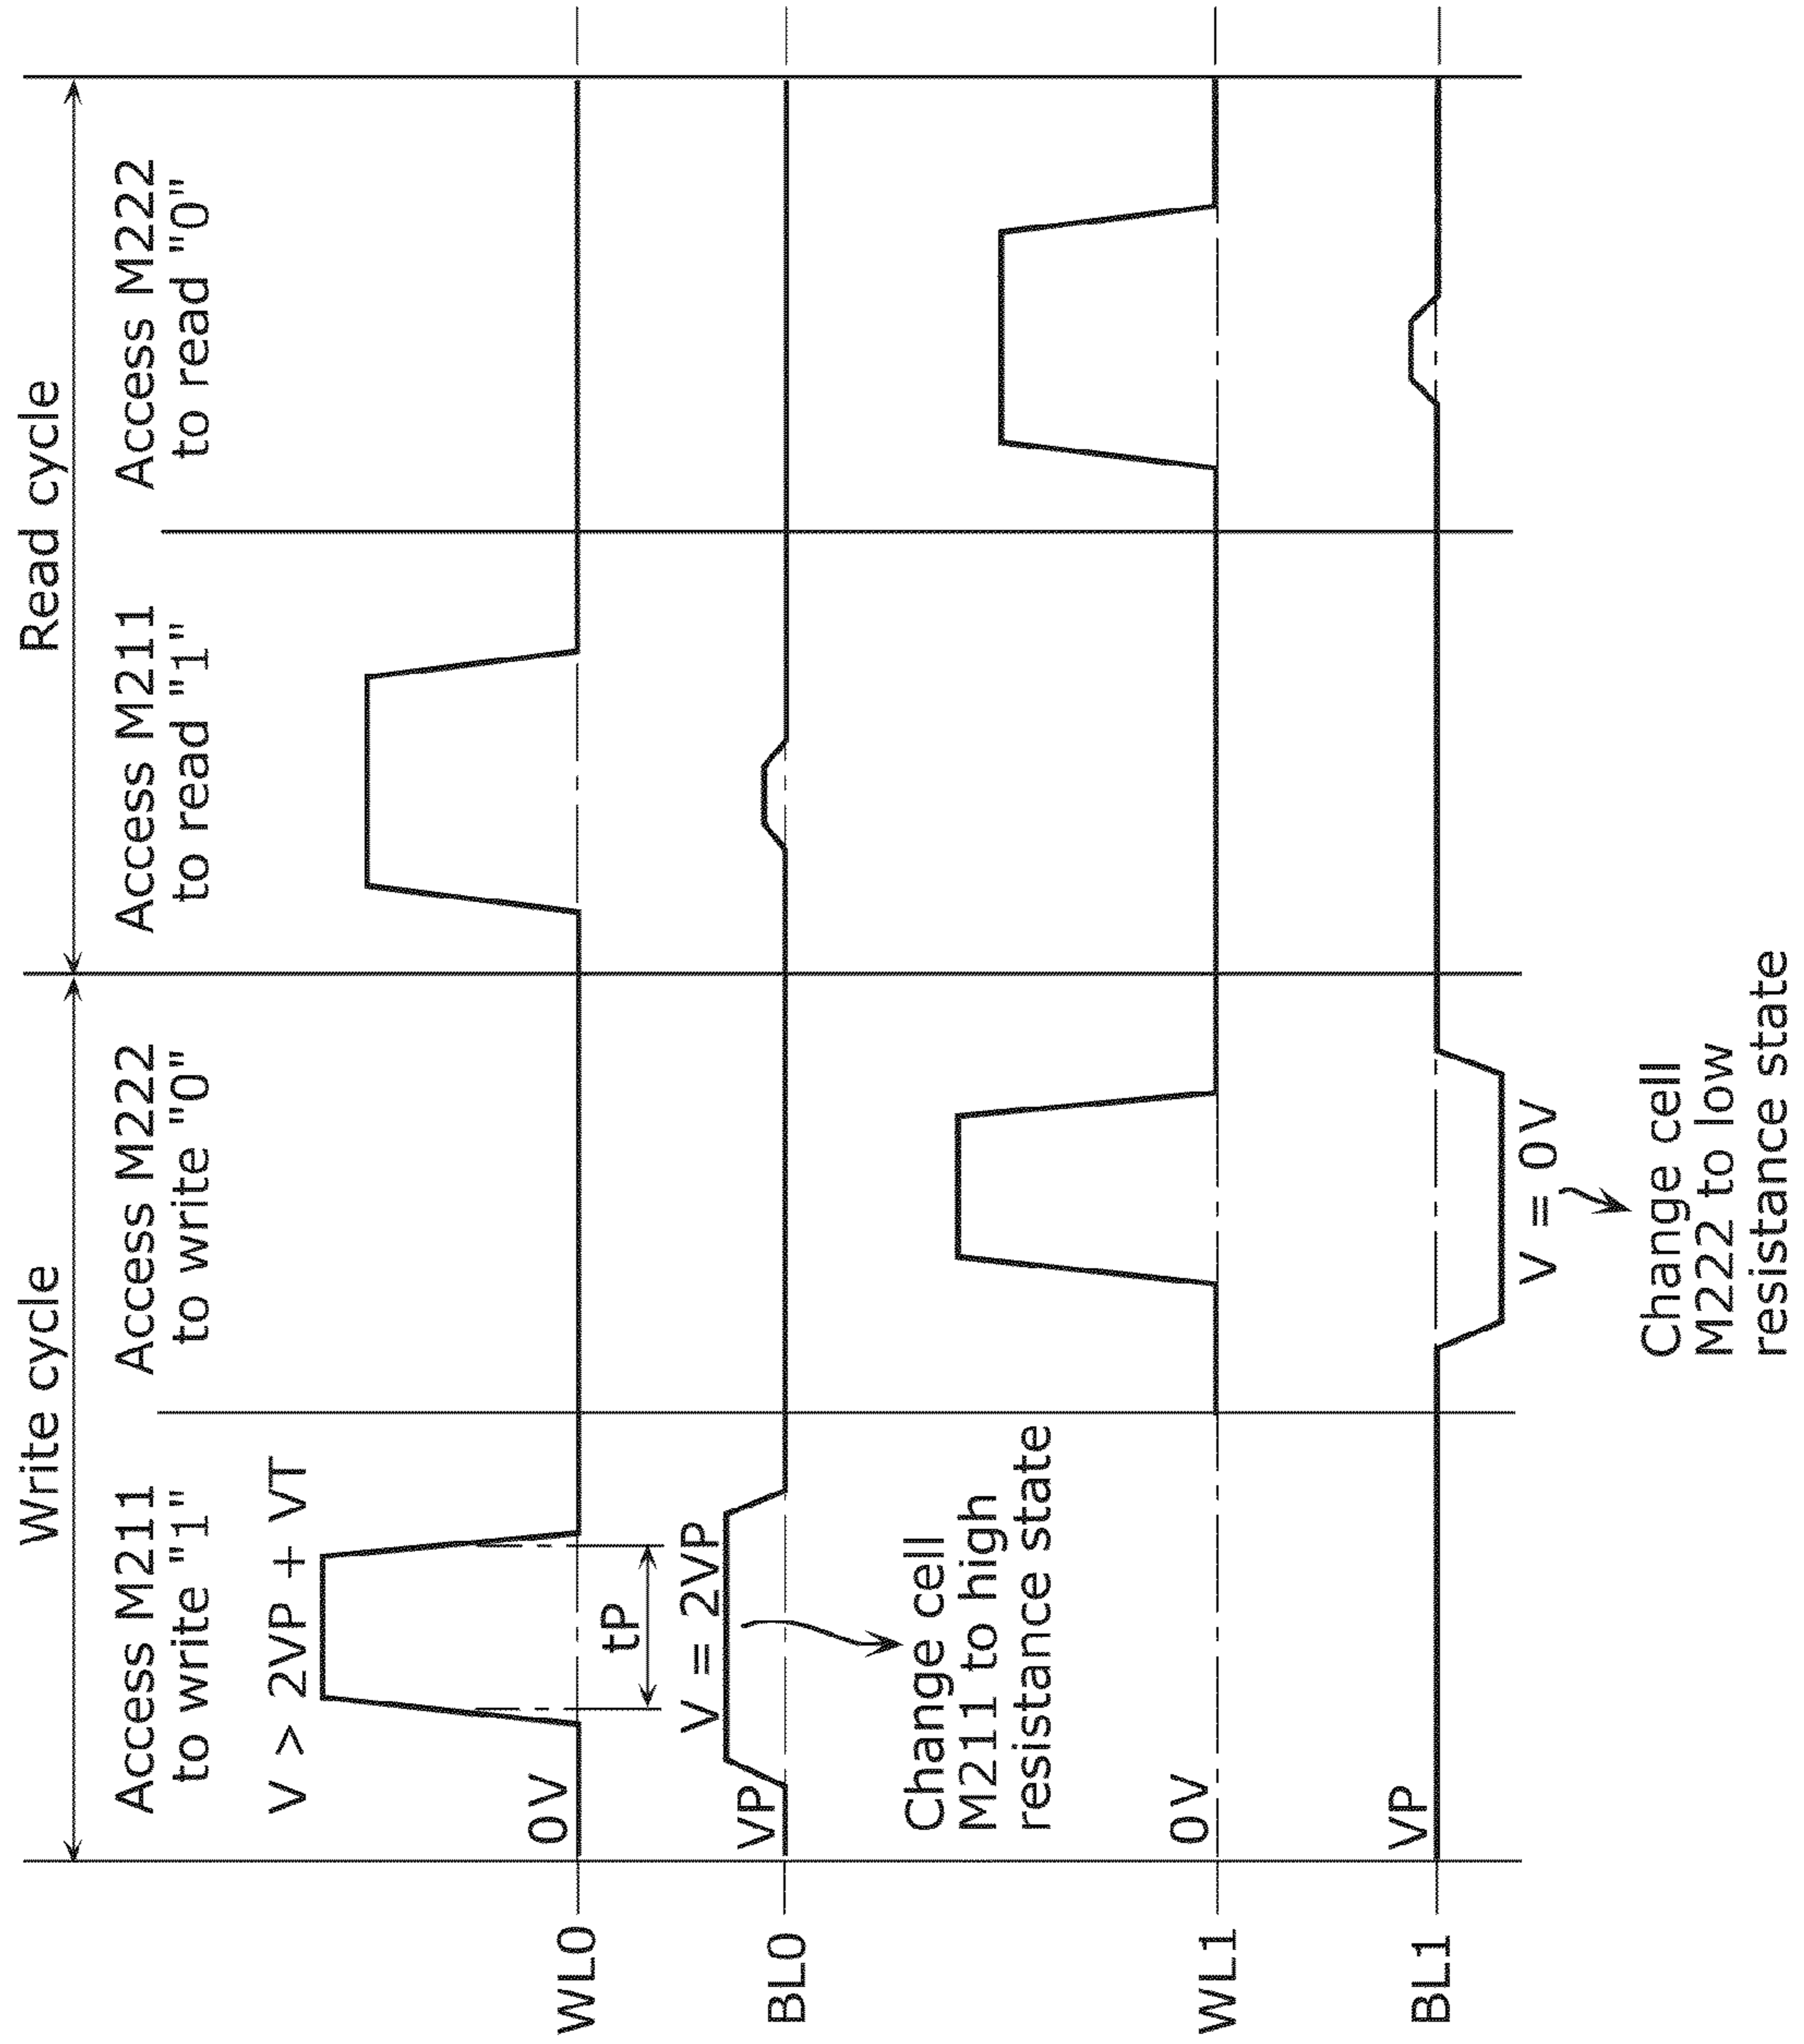 Write cycle
Read cycle
Access M211
to write "1"
Access M222
to write "0"
Access M211
to read "1"
Access M222
to read "0"
V > 2VP + VT
WL0
0V
tP
V = 2VP
BL0
VP
Change cell
M211 to high
resistance state
WL1
0V
BL1
VP
V = 0V
Change cell
M222 to low
resistance state